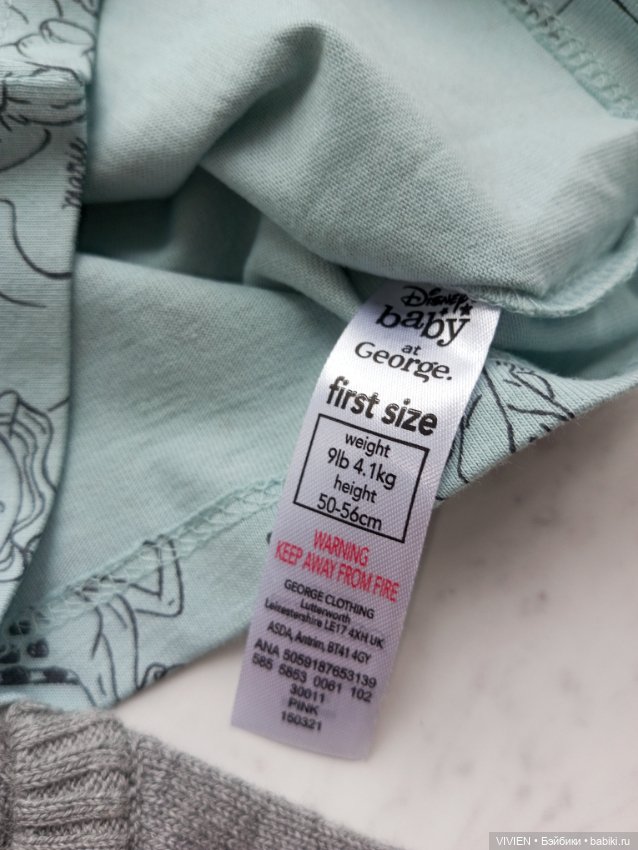 marie
Disney
baby
at
George.
first size
weight
9lb 4.1kg
height
50-56cm
WARNING
KEEP AWAY FROM FIRE
GEORGE CLOTHING
Lutterworth
Leicestershire LE17 4XH UK
ASDA, Antrim, BT41 4GY
ANA 5059187653139
585 5853 0061 102
30011
PINK
150321
VIVIEN • Бэйбики • babiki.ru